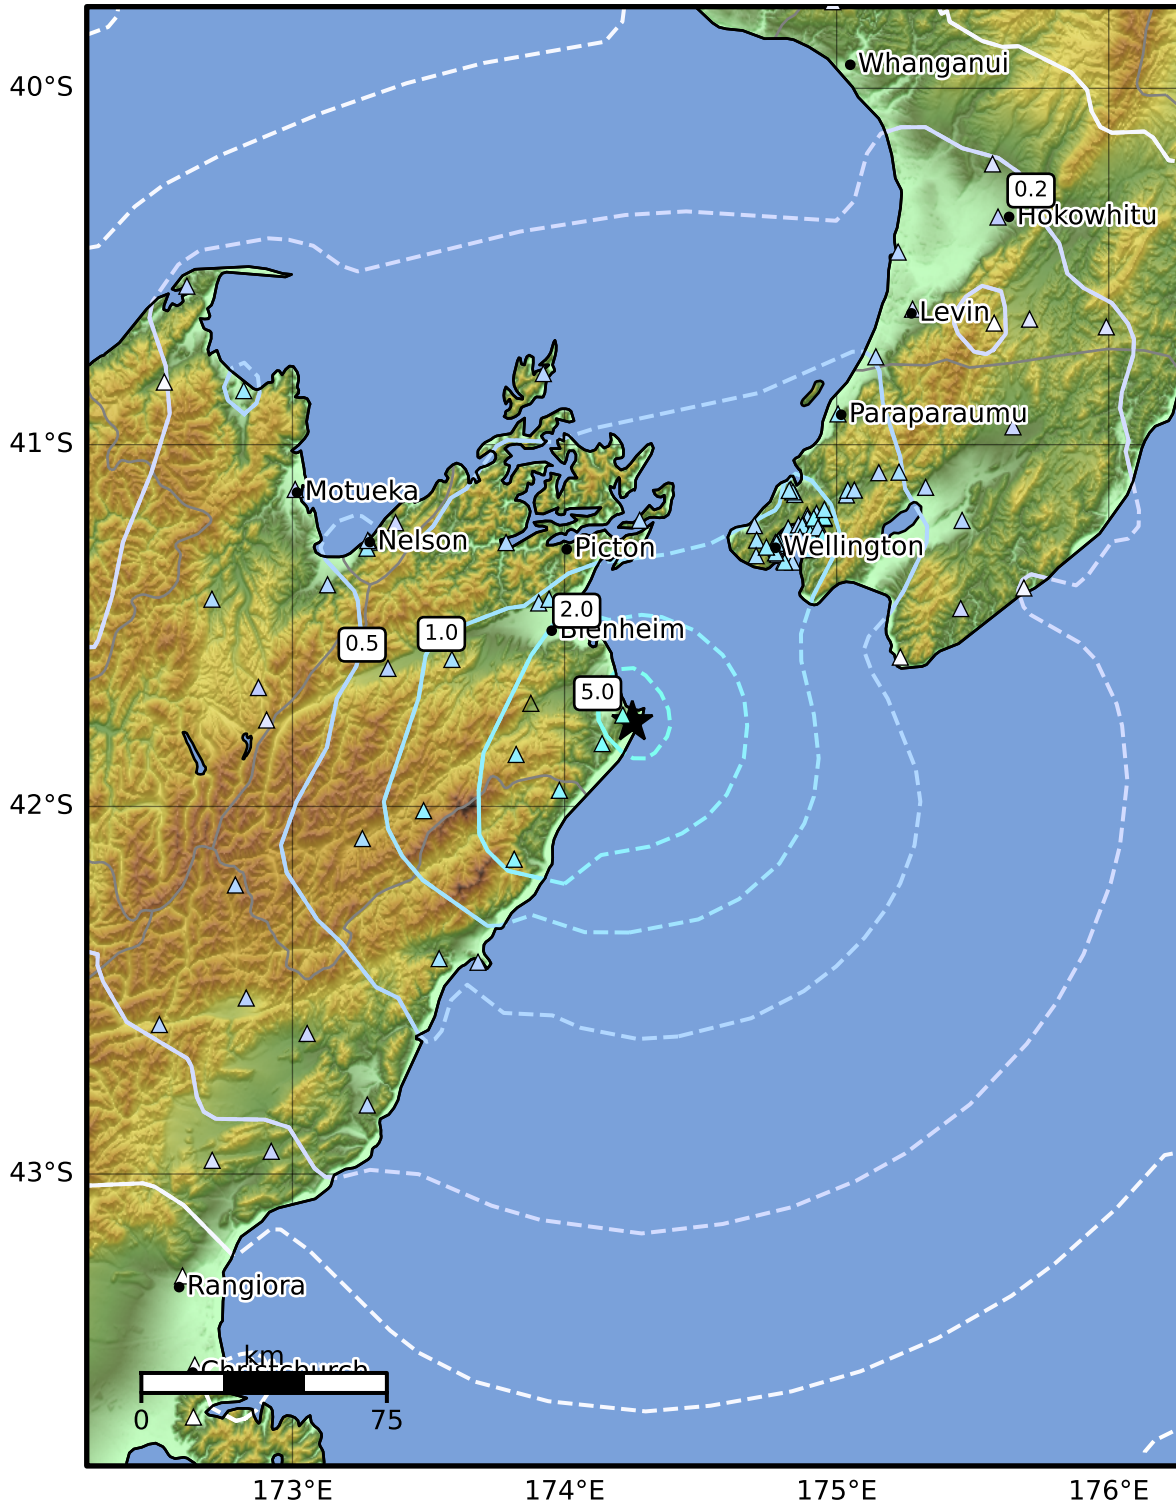 40°S
Whanganui
0.2
Hokowhitu
Levin
Paraparaumu
41°S
Motueka
Nelson
Picton
Wellington
2.0
Blenheim
1.0
0.5
5.0
42°S
43°S
Rangiora
km
Christchurch
0
75
173°E
174°E
175°E
176°E